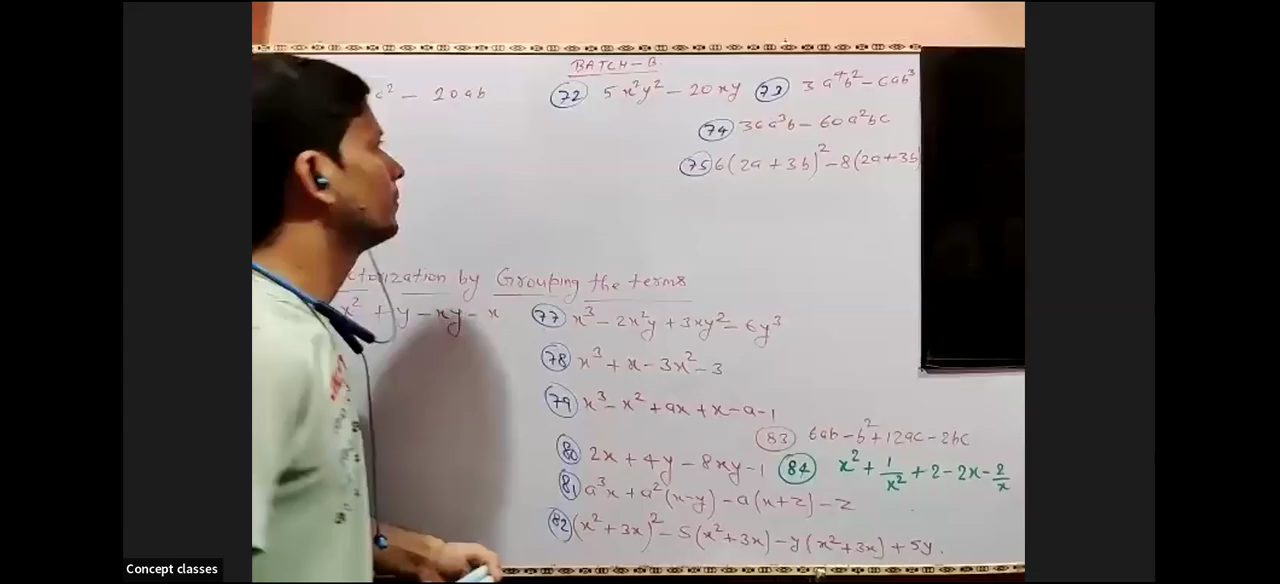 BATCH-B
c² - 20ab
(72) 5x²y² - 20xy (73) 3a⁴b² - 6ab³
(74) 36a³b - 60a²bc
(75) 6(2a+3b)² - 8(2a+3b
ctorization by Grouping the terms
x² + y - xy - x (77) x³ - 2x²y + 3xy² - 6y³
(78) x³ + x - 3x² - 3
(79) x³ - x² + ax + x - a - 1
(83) 6ab - b² + 12ac - 2bc
(80) 2x + 4y - 8xy - 1 (84) x² + 1/x² + 2 - 2x - 2/x
(81) a³x + a²(x-y) - a(x+z) - z
(82) (x²+3x)² - 5(x²+3x) - y(x²+3x) + 5y.
Concept classes